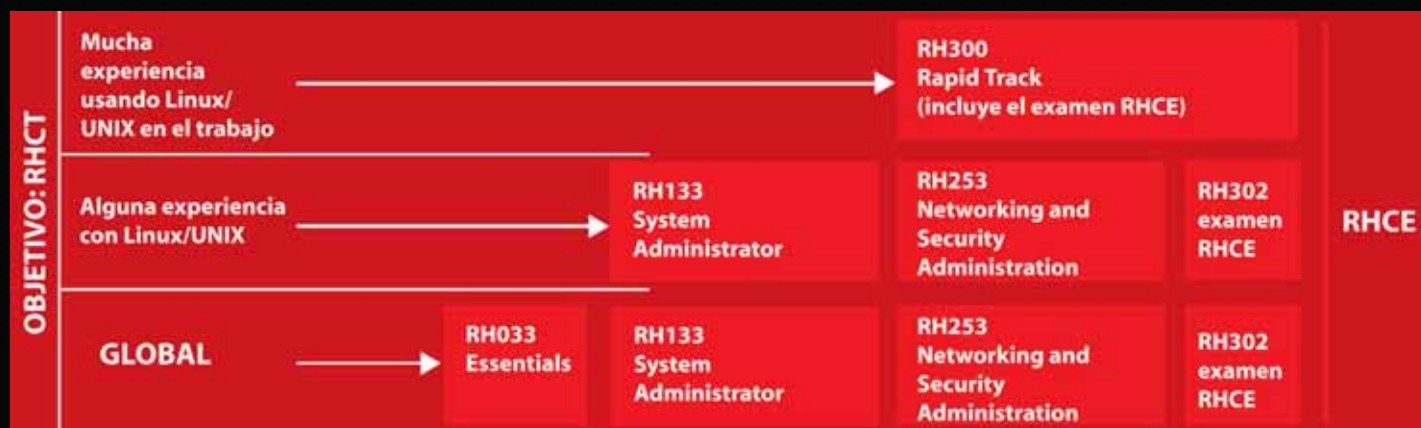 OBJETIVO: RHCT
Mucha
experiencia
usando Linux/
UNIX en el trabajo
RH300
Rapid Track
(incluye el examen RHCE)
Alguna experiencia
con Linux/UNIX
RH133
System
Administrator
RH253
Networking and
Security
Administration
RH302
examen
RHCE
GLOBAL
RH033
Essentials
RH133
System
Administrator
RH253
Networking and
Security
Administration
RH302
examen
RHCE
RHCE